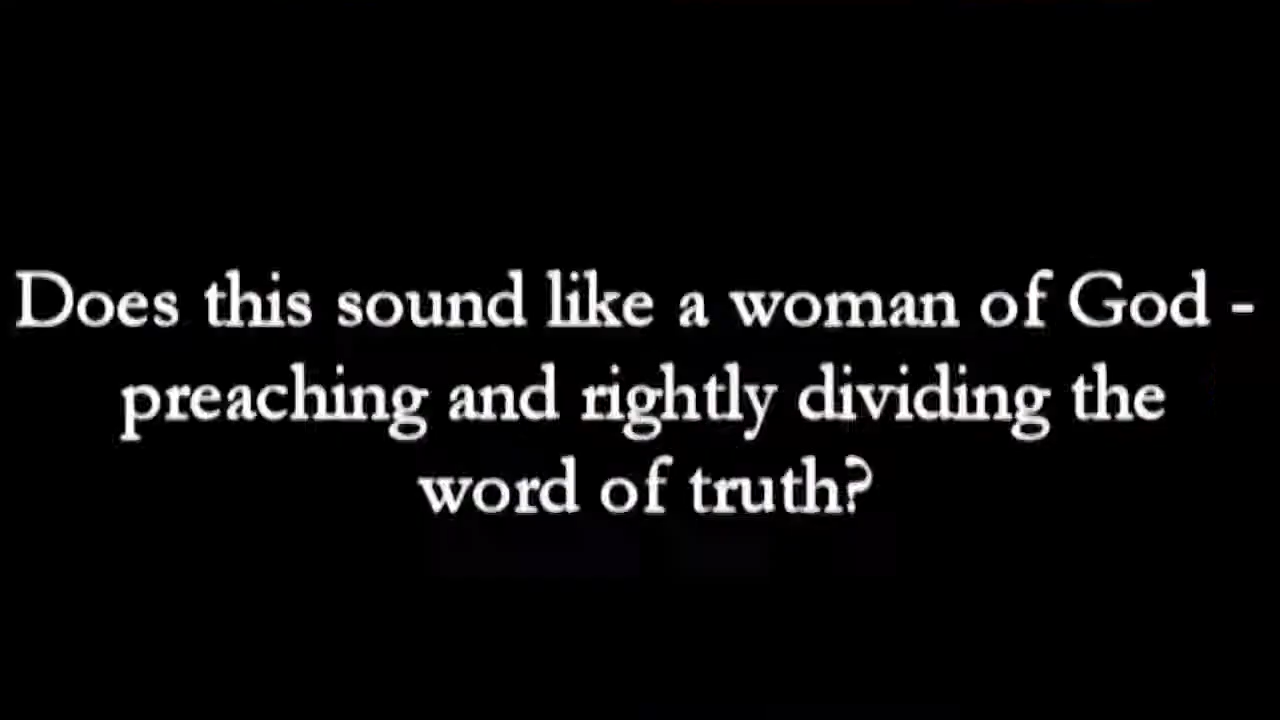 Does this sound like a woman of God -
preaching and rightly dividing the
word of truth?